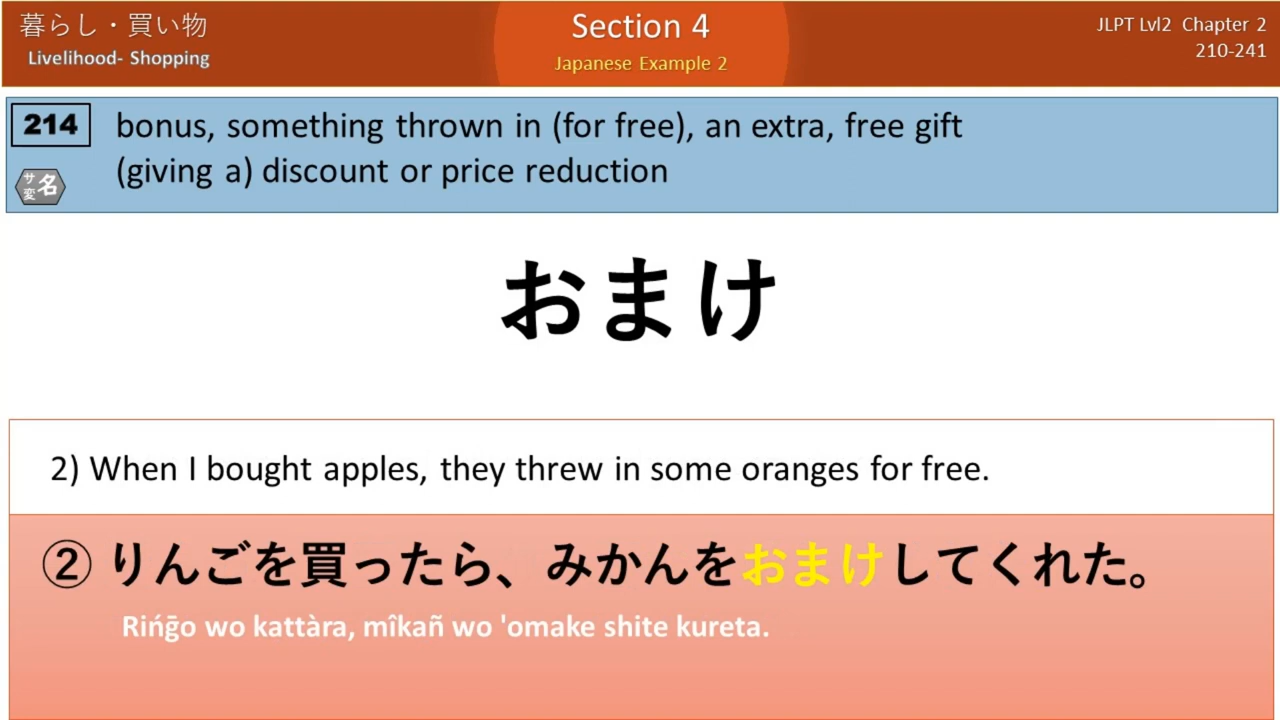 暮らし・買い物
Livelihood- Shopping
Section 4
Japanese Example 2
JLPT Lvl2 Chapter 2
210-241
214
サ変 名
bonus, something thrown in (for free), an extra, free gift
(giving a) discount or price reduction
おまけ
2) When I bought apples, they threw in some oranges for free.
② りんごを買ったら、みかんをおまけしてくれた。
Rińḡo wo kattàra, mîkañ wo 'omake shite kureta.